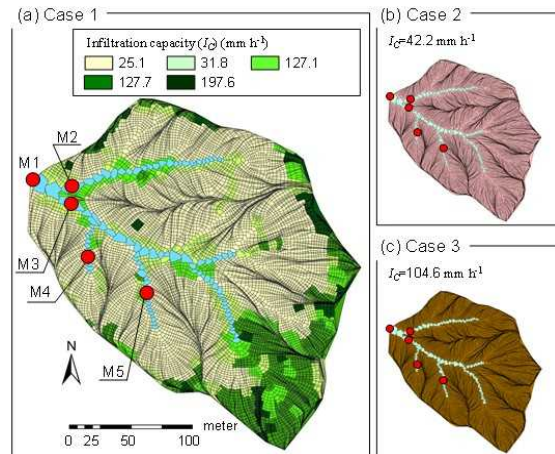 (a) Case 1
Infiltration capacity (Ic) (mm h-1)
25.1 31.8 127.1
127.7 197.6
M1
M2
M3
M4
M5
N
0 25 50 100 meter
(b) Case 2
Ic=42.2 mm h-1
(c) Case 3
Ic=104.6 mm h-1